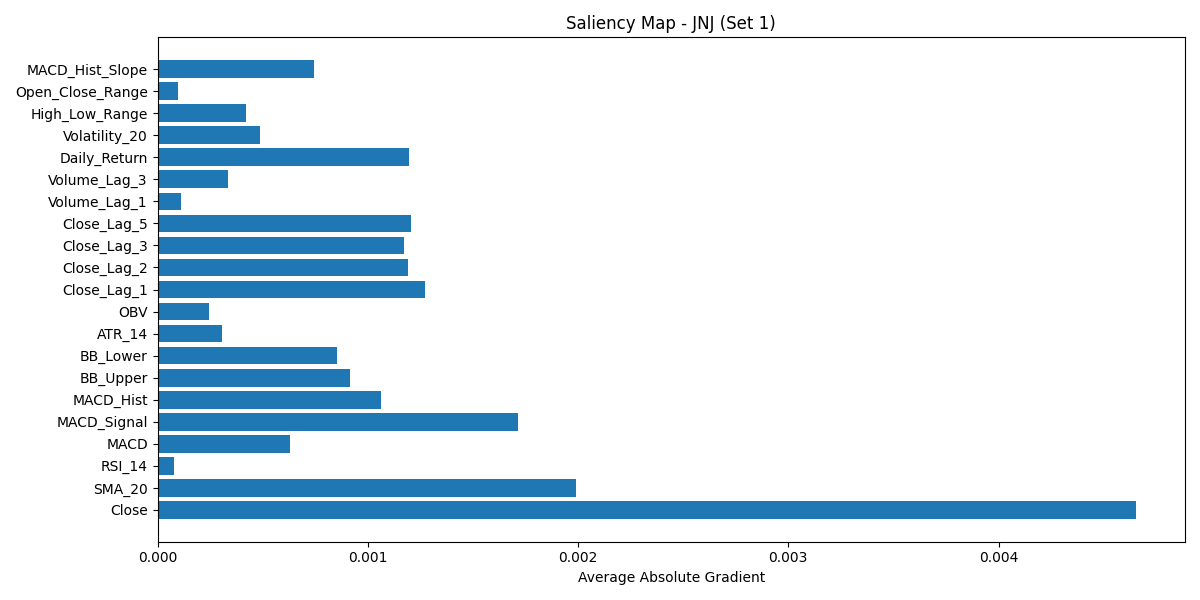 Saliency Map - JNJ (Set 1)
MACD_Hist_Slope
Open_Close_Range
High_Low_Range
Volatility_20
Daily_Return
Volume_Lag_3
Volume_Lag_1
Close_Lag_5
Close_Lag_3
Close_Lag_2
Close_Lag_1
OBV
ATR_14
BB_Lower
BB_Upper
MACD_Hist
MACD_Signal
MACD
RSI_14
SMA_20
Close
0.000 0.001 0.002 0.003 0.004
Average Absolute Gradient